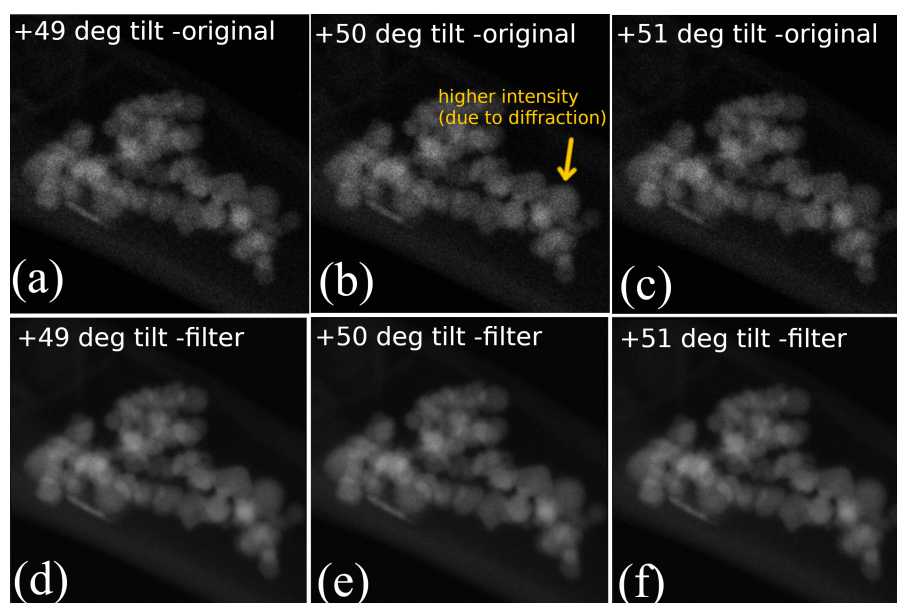 +49 deg tilt -original
+50 deg tilt -original
+51 deg tilt -original
higher intensity
(due to diffraction)
(a)
(b)
(c)
+49 deg tilt -filter
+50 deg tilt -filter
+51 deg tilt -filter
(d)
(e)
(f)